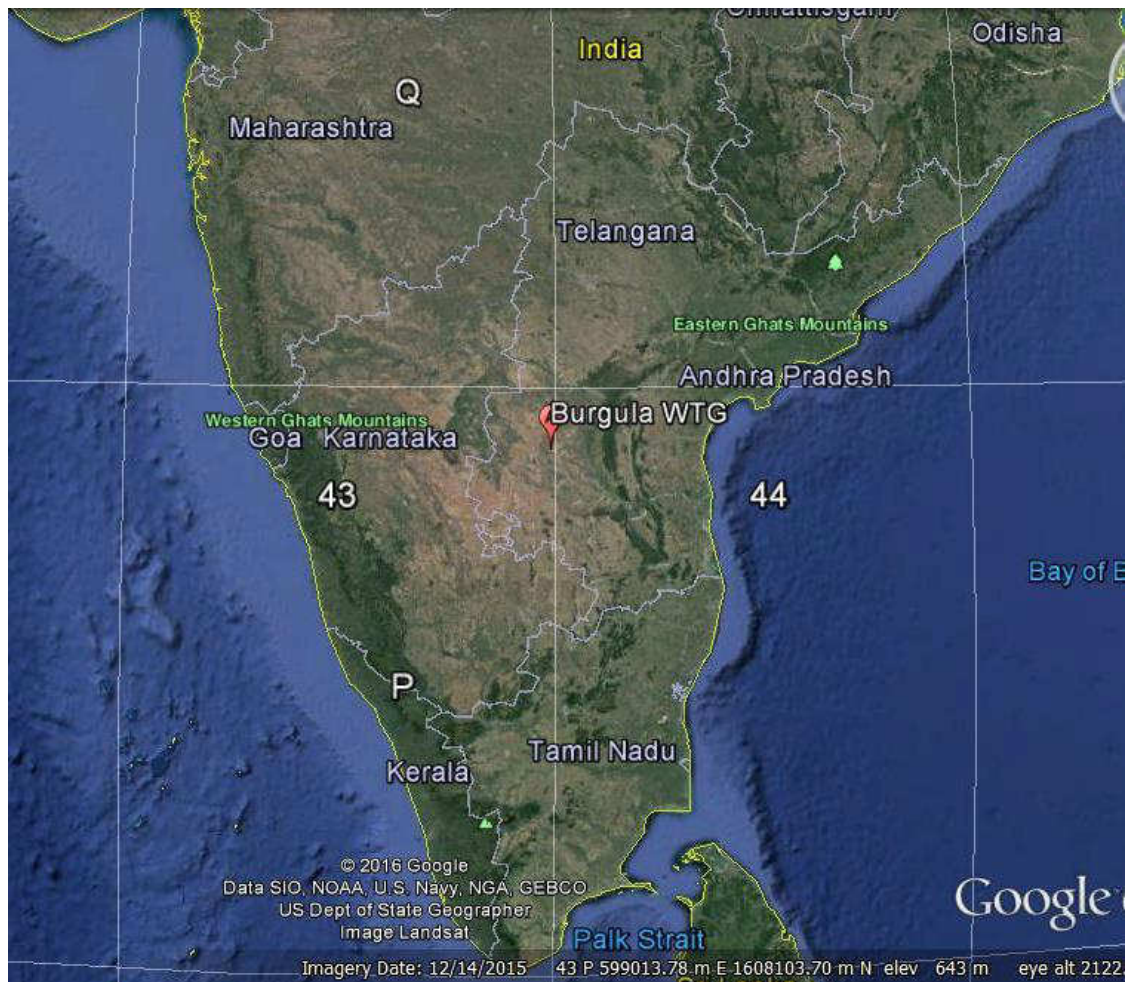 Chhattisgarh
Odisha
India
Q
Maharashtra
Telangana
Eastern Ghats Mountains
Andhra Pradesh
Burgula WTG
Western Ghats Mountains
Goa Karnataka
43
44
Bay of B
P
Tamil Nadu
Kerala
© 2016 Google
Data SIO, NOAA, U.S. Navy, NGA, GEBCO
US Dept of State Geographer
Image Landsat
Google e
Palk Strait
Imagery Date: 12/14/2015 43 P 599013.78 m E 1608103.70 m N elev 643 m eye alt 2122.